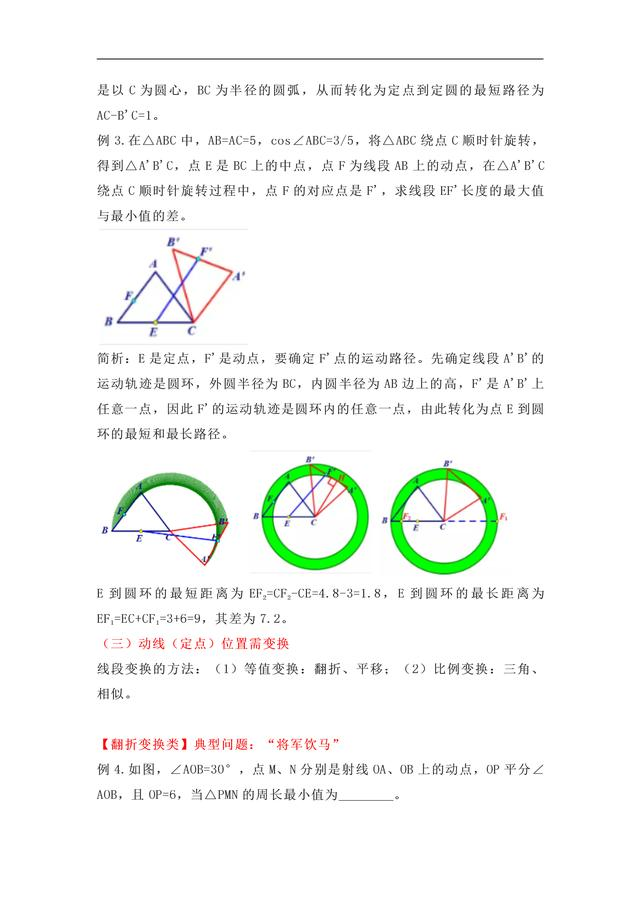 是以 C 为圆心，BC 为半径的圆弧，从而转化为定点到定圆的最短路径为
AC-B'C=1。
例 3.在△ABC 中，AB=AC=5，cos∠ABC=3/5，将△ABC 绕点 C 顺时针旋转，
得到△A'B'C，点 E 是 BC 上的中点，点 F 为线段 AB 上的动点，在△A'B'C
绕点 C 顺时针旋转过程中，点 F 的对应点是 F'，求线段 EF'长度的最大值
与最小值的差。
B' F' A A' F B E C
简析：E 是定点，F'是动点，要确定 F'点的运动路径。先确定线段 A'B'的
运动轨迹是圆环，外圆半径为 BC，内圆半径为 AB 边上的高，F'是 A'B'上
任意一点，因此 F'的运动轨迹是圆环内的任意一点，由此转化为点 E 到圆
环的最短和最长路径。
A F B E C B' A'
B' F' H A' A F B E C
B' A A' B F₂ E C F₁
E 到圆环的最短距离为 EF₂=CF₂-CE=4.8-3=1.8，E 到圆环的最长距离为
EF₁=EC+CF₁=3+6=9，其差为 7.2。
（三）动线（定点）位置需变换
线段变换的方法：（1）等值变换：翻折、平移；（2）比例变换：三角、
相似。
【翻折变换类】典型问题：“将军饮马”
例 4.如图，∠AOB=30°，点 M、N 分别是射线 OA、OB 上的动点，OP 平分∠
AOB，且 OP=6，当△PMN 的周长最小值为________。